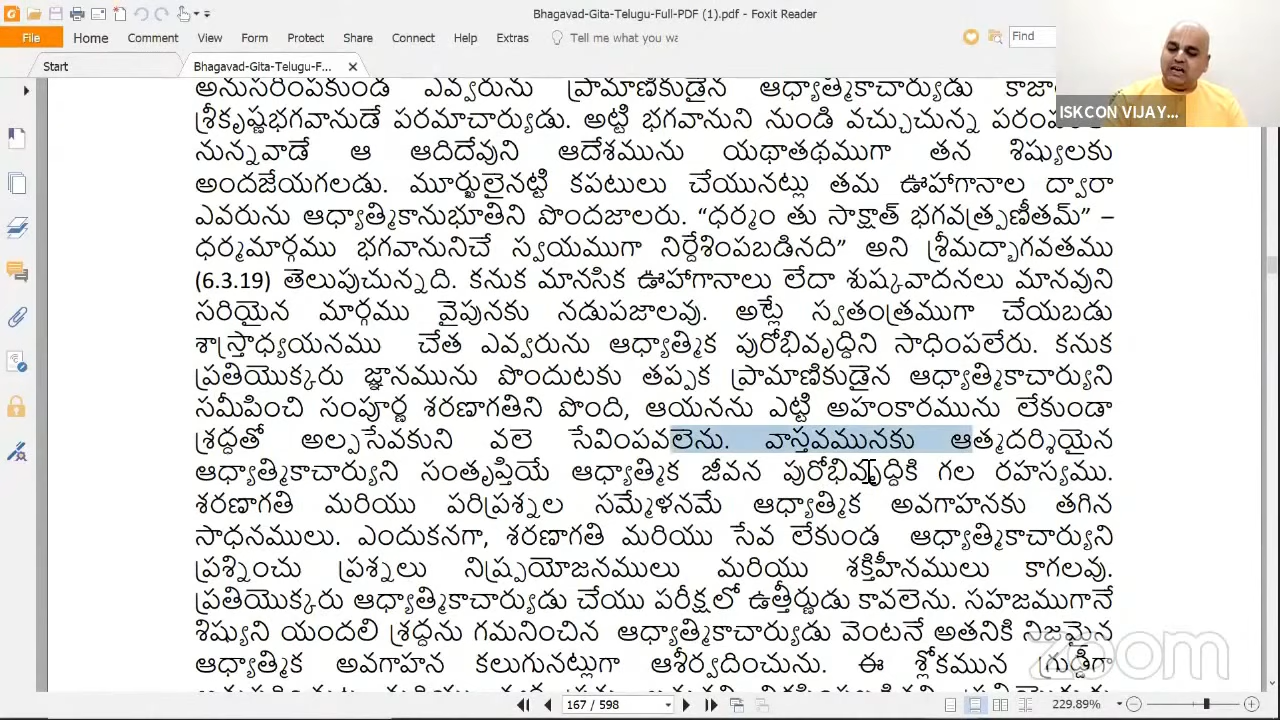 Bhagavad-Gita-Telugu-Full-PDF (1).pdf - Foxit Reader
File Home Comment View Form Protect Share Connect Help Extras Tell me what you wa Find
Start Bhagavad-Gita-Telugu-F...
ISKCON VIJAY...
అనుసరింపకుండ ఎవ్వరును ప్రామాణికుడైన ఆధ్యాత్మికాచార్యుడు
శ్రీకృష్ణభగవానుడే పరమాచార్యుడు. అట్టి భగవానుని నుండి వచ్చుచున్న
నున్నవాడే ఆ ఆదిదేవుని ఆదేశమును యథాతథముగా తన శిష్యులకు
అందజేయగలడు. మూర్ఖులైనట్టి కపటులు చేయునట్లు తమ ఊహాగానాల ద్వారా
ఎవరును ఆధ్యాత్మికానుభూతిని పొందజాలరు. “ధర్మం తు సాక్షాత్ భగవత్ప్రణీతమ్” –
ధర్మమార్గము భగవానునిచే స్వయముగా నిర్దేశింపబడినది” అని శ్రీమద్భాగవతము
(6.3.19) తెలుపుచున్నది. కనుక మానసిక ఊహాగానాలు లేదా శుష్కవాదనలు మానవుని
సరియైన మార్గము వైపునకు నడుపజాలవు. అట్లే స్వతంత్రముగా చేయబడు
శాస్త్రాధ్యయనము చేత ఎవ్వరును ఆధ్యాత్మిక పురోభివృద్ధిని సాధింపలేరు. కనుక
ప్రతియొక్కరు జ్ఞానమును పొందుటకు తప్పక ప్రామాణికుడైన ఆధ్యాత్మికాచార్యుని
సమీపించి సంపూర్ణ శరణాగతిని పొంది, ఆయనను ఎట్టి అహంకారమును లేకుండా
శ్రద్ధతో అల్పసేవకుని వలె సేవింపవలెను. వాస్తవమునకు ఆత్మదర్శియైన
ఆధ్యాత్మికాచార్యుని సంతృప్తియే ఆధ్యాత్మిక జీవన పురోభివృద్ధికి గల రహస్యము.
శరణాగతి మరియు పరిప్రశ్నల సమ్మేళనమే ఆధ్యాత్మిక అవగాహనకు తగిన
సాధనములు. ఎందుకనగా, శరణాగతి మరియు సేవ లేకుండ ఆధ్యాత్మికాచార్యుని
ప్రశ్నించు ప్రశ్నలు నిష్ప్రయోజనములు మరియు శక్తిహీనములు కాగలవు.
ప్రతియొక్కరు ఆధ్యాత్మికాచార్యుడు చేయు పరీక్షలో ఉత్తీర్ణుడు కావలెను. సహజముగానే
శిష్యుని యందలి శ్రద్ధను గమనించిన ఆధ్యాత్మికాచార్యుడు వెంటనే అతనికి నిజమైన
ఆధ్యాత్మిక అవగాహన కలుగునట్లుగా ఆశీర్వదించును. ఈ శ్లోకమున గ్రుడ్డిగా
zoom
167 / 598 229.89%